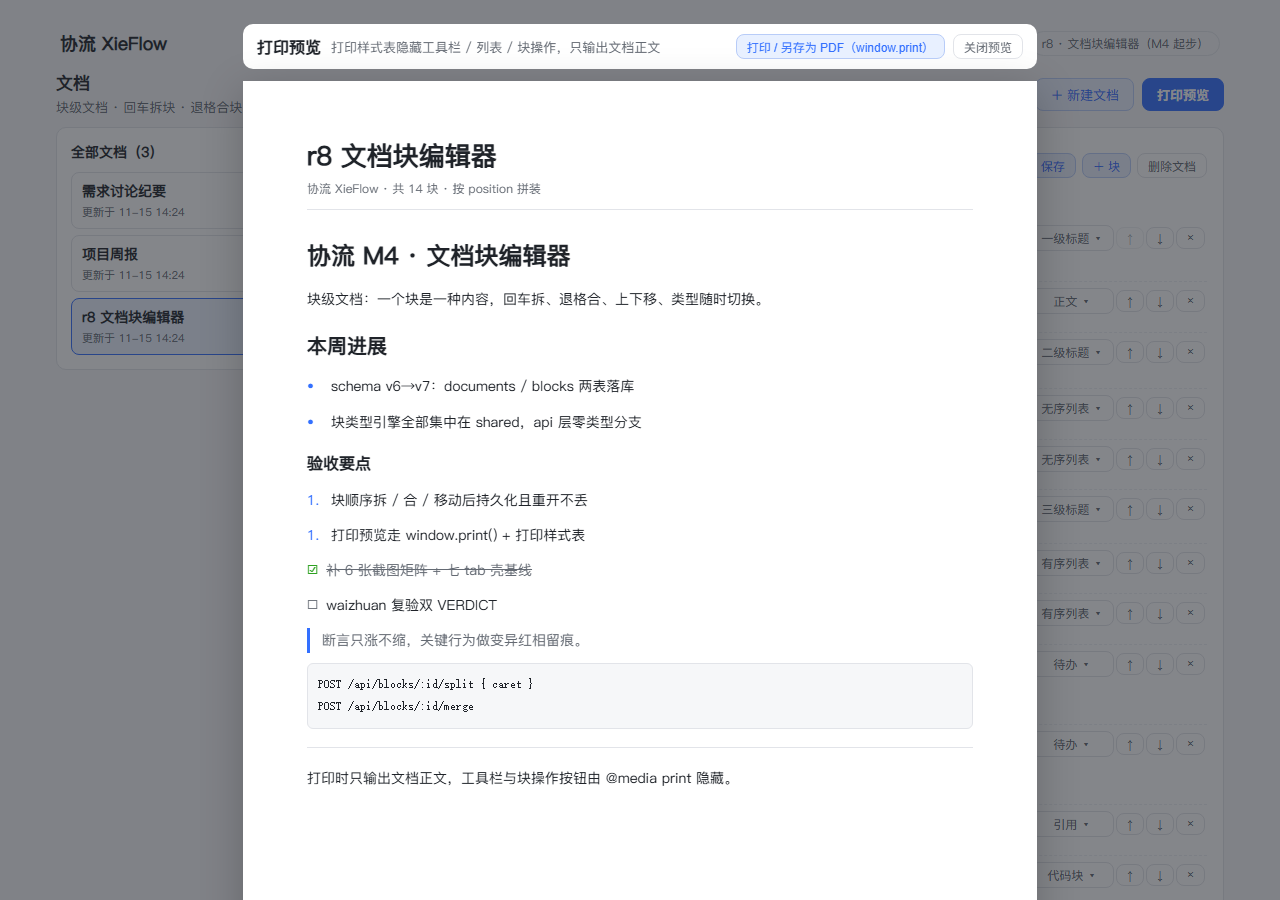 协流 XieFlow
r8 · 文档块编辑器（M4 起步）
文档
块级文档 · 回车拆块 · 退格合块
＋ 新建文档
打印预览
全部文档（3）
需求讨论纪要
更新于 11-15 14:24
项目周报
更新于 11-15 14:24
r8 文档块编辑器
更新于 11-15 14:24
打印预览 打印样式表隐藏工具栏 / 列表 / 块操作，只输出文档正文
打印 / 另存为 PDF（window.print）
关闭预览
r8 文档块编辑器
协流 XieFlow · 共 14 块 · 按 position 拼装
协流 M4 · 文档块编辑器
块级文档：一个块是一种内容，回车拆、退格合、上下移、类型随时切换。
本周进展
• schema v6→v7：documents / blocks 两表落库
• 块类型引擎全部集中在 shared，api 层零类型分支
验收要点
1. 块顺序拆 / 合 / 移动后持久化且重开不丢
1. 打印预览走 window.print() + 打印样式表
☑ 补 6 张截图矩阵 + 七 tab 壳基线
☐ waizhuan 复验双 VERDICT
断言只涨不缩，关键行为做变异红相留痕。
POST /api/blocks/:id/split { caret }
POST /api/blocks/:id/merge
打印时只输出文档正文，工具栏与块操作按钮由 @media print 隐藏。
保存
＋ 块
删除文档
一级标题 ▾ ↑ ↓ ×
正文 ▾ ↑ ↓ ×
二级标题 ▾ ↑ ↓ ×
无序列表 ▾ ↑ ↓ ×
无序列表 ▾ ↑ ↓ ×
三级标题 ▾ ↑ ↓ ×
有序列表 ▾ ↑ ↓ ×
有序列表 ▾ ↑ ↓ ×
待办 ▾ ↑ ↓ ×
待办 ▾ ↑ ↓ ×
引用 ▾ ↑ ↓ ×
代码块 ▾ ↑ ↓ ×